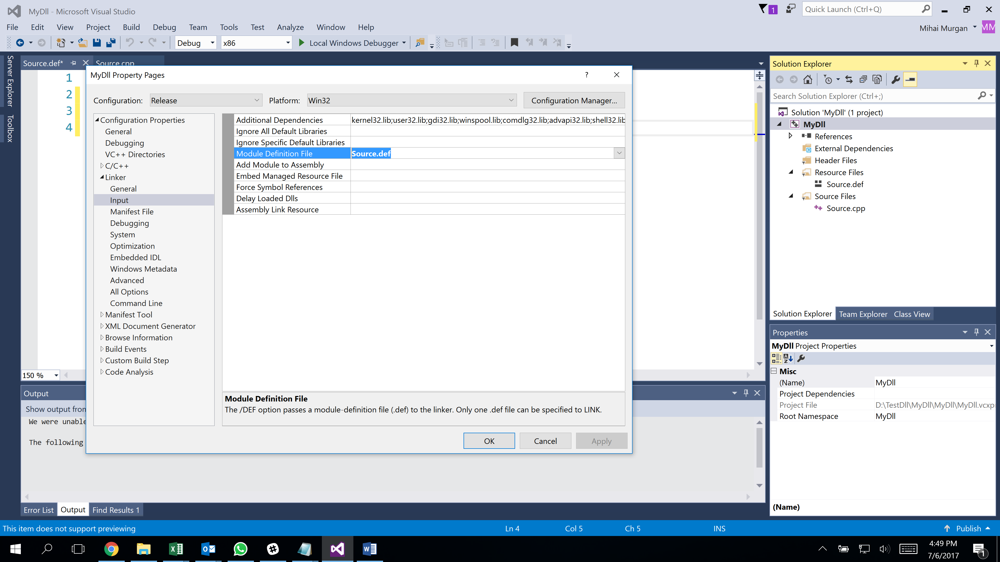 MyDll - Microsoft Visual Studio
1
Quick Launch (Ctrl+Q)
File Edit View Project Build Debug Team Tools Test Analyze Window Help
Mihai Murgan
MM
Debug x86 Local Windows Debugger
Server Explorer
Toolbox
Source.def* Source.cpp
1
2
3
4
150 %
MyDll Property Pages
?
Configuration: Release Platform: Win32 Configuration Manager...
Configuration Properties
General
Debugging
VC++ Directories
C/C++
Linker
General
Input
Manifest File
Debugging
System
Optimization
Embedded IDL
Windows Metadata
Advanced
All Options
Command Line
Manifest Tool
XML Document Generator
Browse Information
Build Events
Custom Build Step
Code Analysis
Additional Dependencies kernel32.lib;user32.lib;gdi32.lib;winspool.lib;comdlg32.lib;advapi32.lib;shell32.lib
Ignore All Default Libraries
Ignore Specific Default Libraries
Module Definition File Source.def
Add Module to Assembly
Embed Managed Resource File
Force Symbol References
Delay Loaded Dlls
Assembly Link Resource
Module Definition File
The /DEF option passes a module-definition file (.def) to the linker. Only one .def file can be specified to LINK.
OK Cancel Apply
Output
Show output from
We were unable
The following
Error List Output Find Results 1
Solution Explorer
Search Solution Explorer (Ctrl+;)
Solution 'MyDll' (1 project)
MyDll
References
External Dependencies
Header Files
Resource Files
Source.def
Source Files
Source.cpp
Solution Explorer Team Explorer Class View
Properties
MyDll Project Properties
Misc
(Name) MyDll
Project Dependencies
Project File D:\TestDll\MyDll\MyDll\MyDll.vcxpr
Root Namespace MyDll
(Name)
This item does not support previewing Ln 4 Col 5 Ch 5 INS Publish
4:49 PM
7/6/2017
1